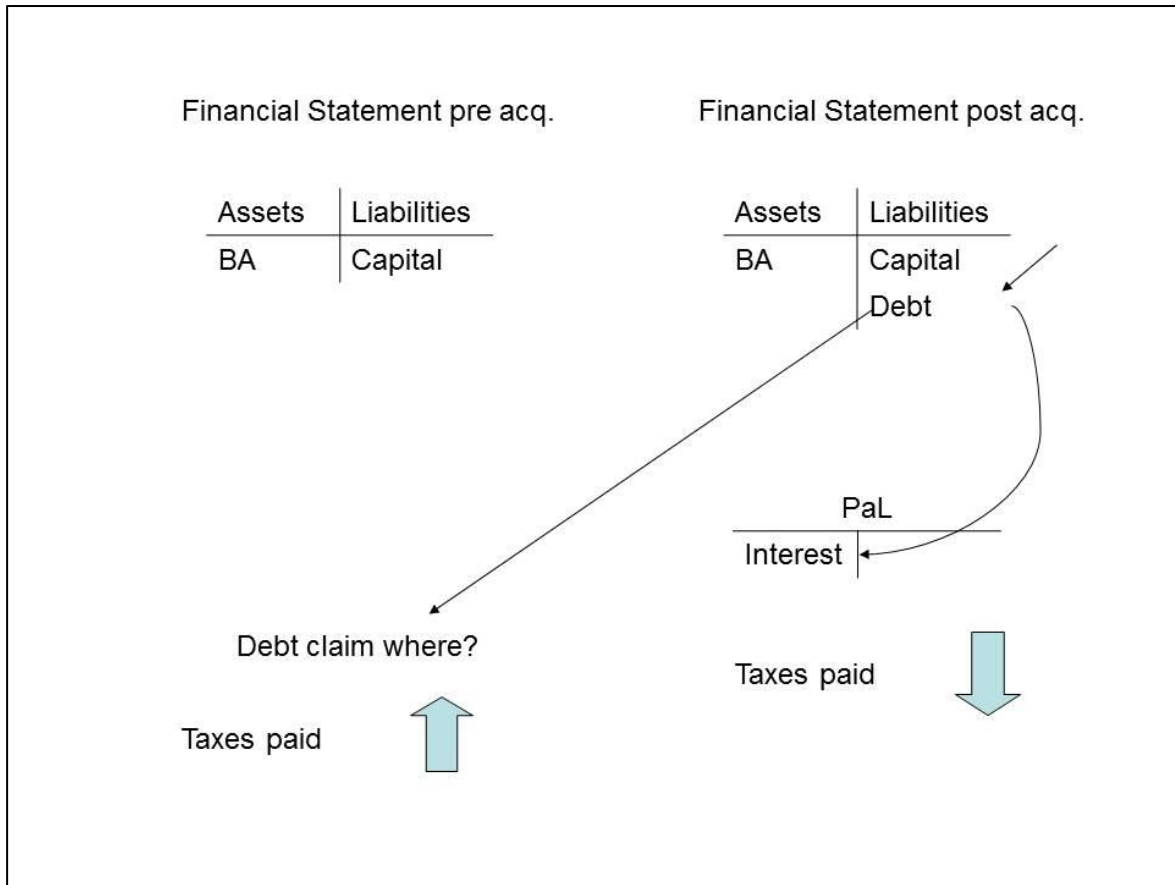 Financial Statement pre acq.
Financial Statement post acq.
Assets Liabilities
BA Capital
Assets Liabilities
BA Capital
Debt
PaL
Interest
Debt claim where?
Taxes paid
Taxes paid